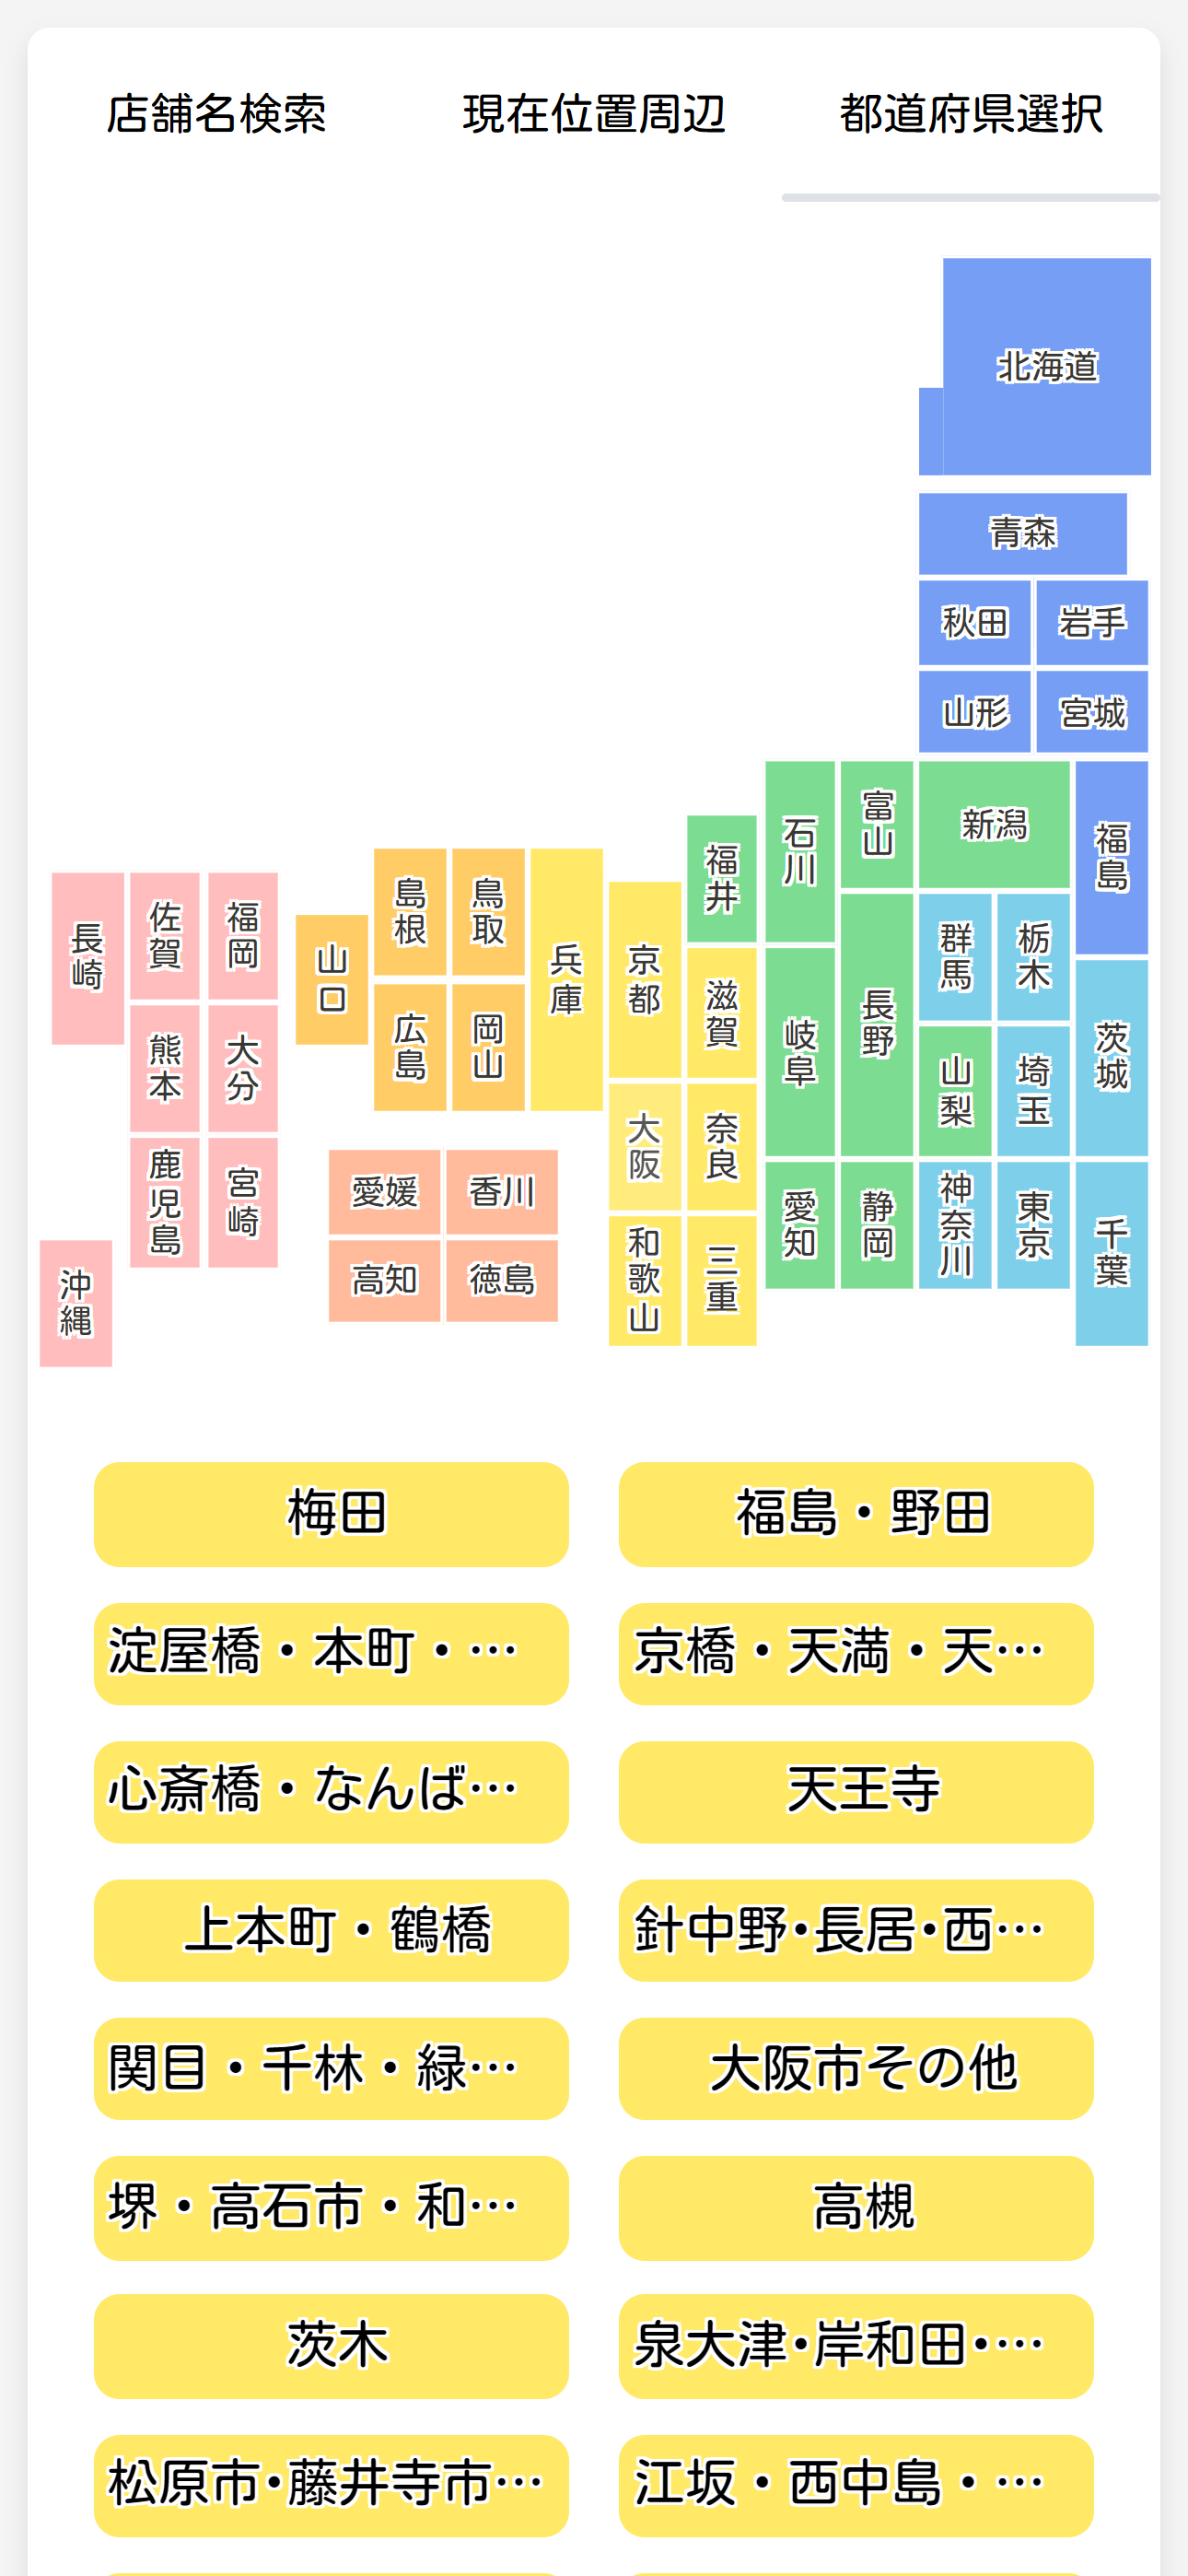 店舗名検索
現在位置周辺
都道府県選択
北海道
青森
秋田
岩手
山形
宮城
石川
富山
新潟
福島
福井
長崎
佐賀
福岡
山口
島根
鳥取
兵庫
京都
滋賀
岐阜
長野
群馬
栃木
茨城
熊本
大分
広島
岡山
山梨
埼玉
大阪
奈良
鹿児島
宮崎
愛媛
香川
愛知
静岡
神奈川
東京
千葉
沖縄
高知
徳島
和歌山
三重
梅田
福島・野田
淀屋橋・本町・…
京橋・天満・天…
心斎橋・なんば…
天王寺
上本町・鶴橋
針中野･長居･西…
関目・千林・緑…
大阪市その他
堺・高石市・和…
高槻
茨木
泉大津･岸和田･…
松原市･藤井寺市…
江坂・西中島・…